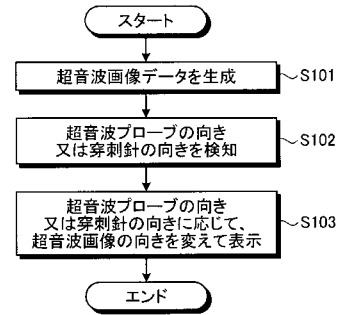 スタート
超音波画像データを生成
S101
超音波プローブの向き
又は穿刺針の向きを検知
S102
超音波プローブの向き
又は穿刺針の向きに応じて、
超音波画像の向きを変えて表示
S103
エンド